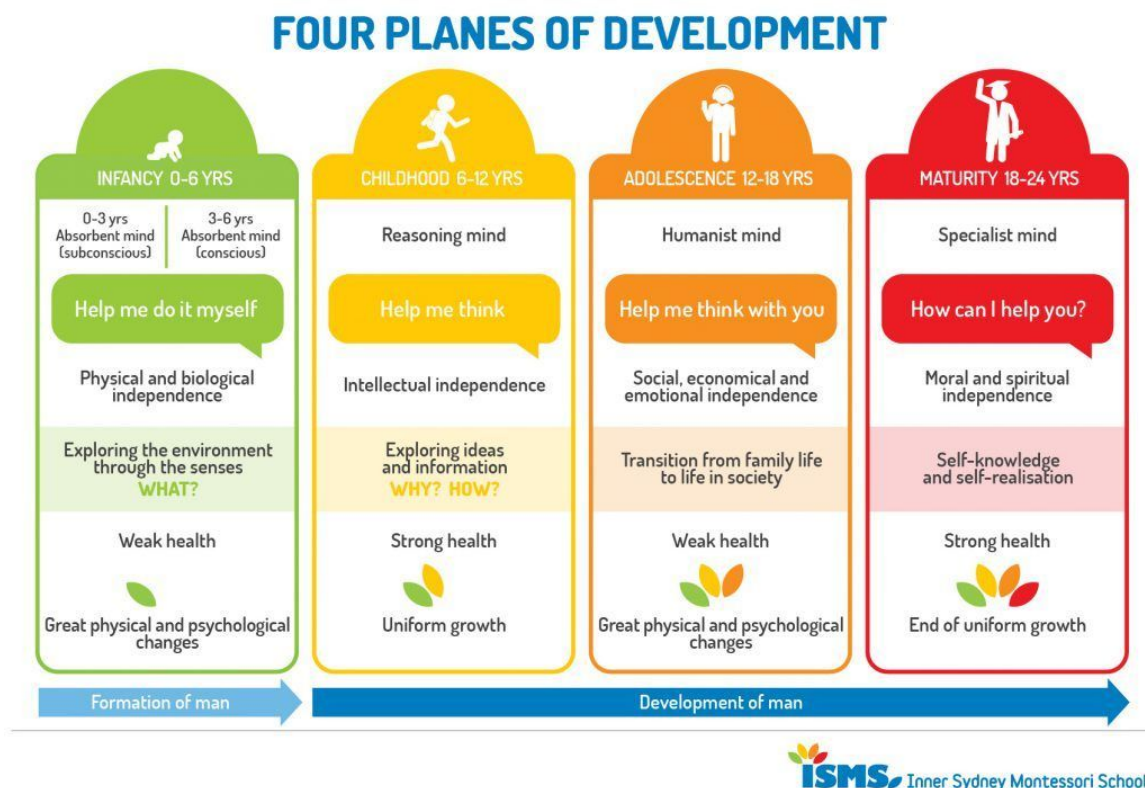 FOUR PLANES OF DEVELOPMENT
INFANCY 0-6 YRS
0-3 yrs
Absorbent mind
(subconscious)
3-6 yrs
Absorbent mind
(conscious)
Help me do it myself
Physical and biological
independence
Exploring the environment
through the senses
WHAT?
Weak health
Great physical and psychological
changes
CHILDHOOD 6-12 YRS
Reasoning mind
Help me think
Intellectual independence
Exploring ideas
and information
WHY? HOW?
Strong health
Uniform growth
ADOLESCENCE 12-18 YRS
Humanist mind
Help me think with you
Social, economical and
emotional independence
Transition from family life
to life in society
Weak health
Great physical and psychological
changes
MATURITY 18-24 YRS
Specialist mind
How can I help you?
Moral and spiritual
independence
Self-knowledge
and self-realisation
Strong health
End of uniform growth
Formation of man
Development of man
ISMS Inner Sydney Montessori School